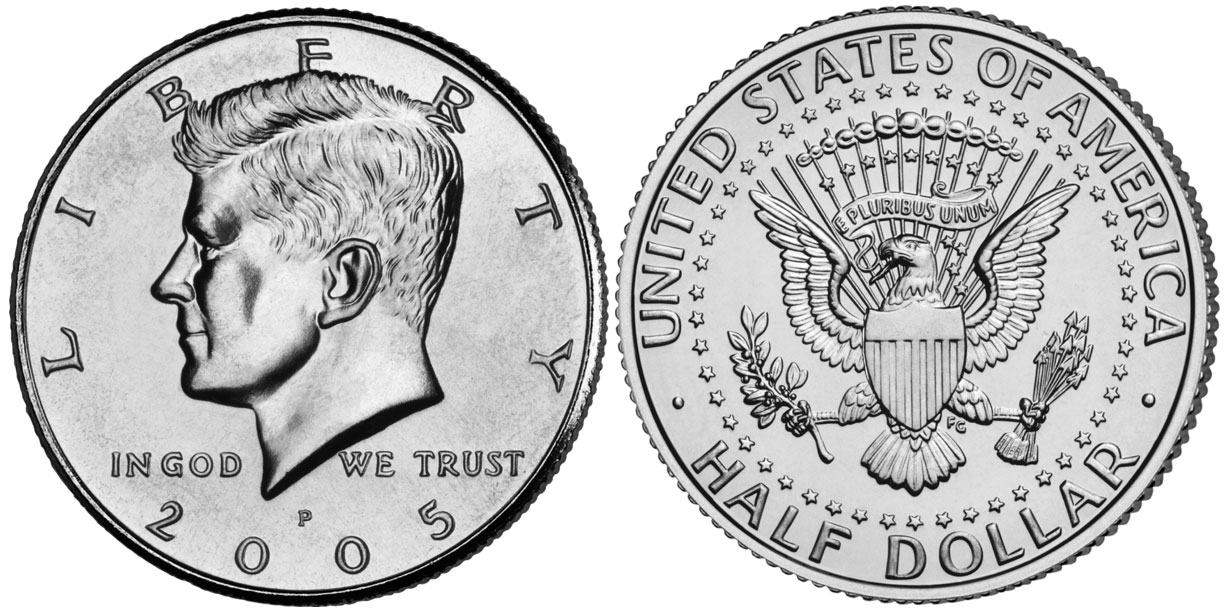 LIBERTY
IN GOD WE TRUST
P
2005
UNITED STATES OF AMERICA
E PLURIBUS UNUM
FG
HALF DOLLAR